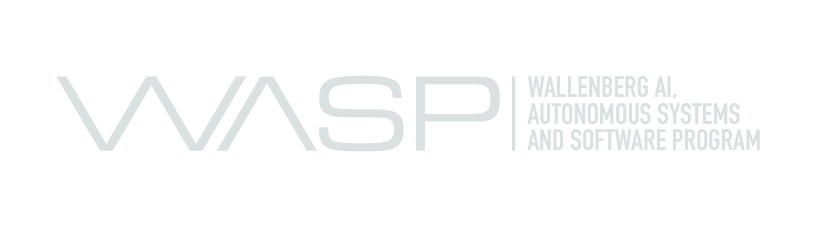 WASP
WALLENBERG AI,
AUTONOMOUS SYSTEMS
AND SOFTWARE PROGRAM